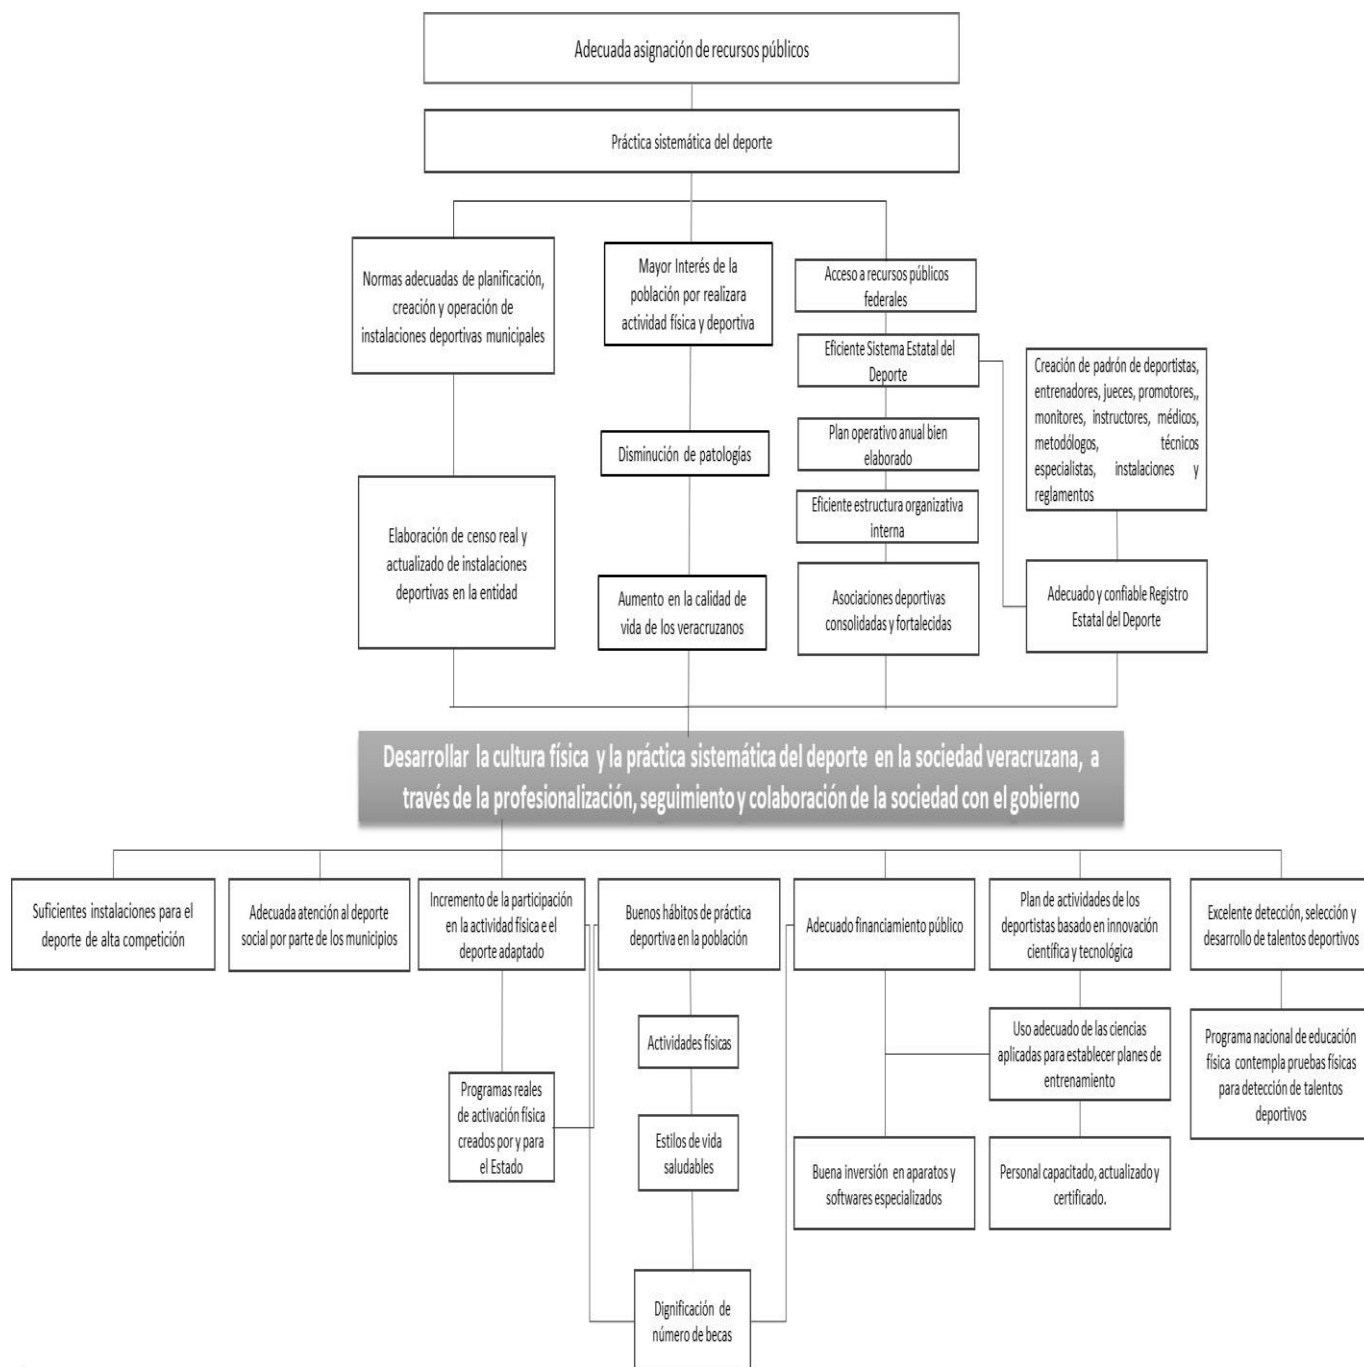 Adecuada asignación de recursos públicos
Práctica sistemática del deporte
Normas adecuadas de planificación,
creación y operación de
instalaciones deportivas municipales
Mayor Interés de la
población por realizara
actividad física y deportiva
Acceso a recursos públicos
federales
Eficiente Sistema Estatal del
Deporte
Creación de padrón de deportistas,
entrenadores, jueces, promotores,,
monitores, instructores, médicos,
metodólogos, técnicos
especialistas, instalaciones y
reglamentos
Plan operativo anual bien
elaborado
Disminución de patologías
Eficiente estructura organizativa
interna
Elaboración de censo real y
actualizado de instalaciones
deportivas en la entidad
Aumento en la calidad de
vida de los veracruzanos
Asociaciones deportivas
consolidadas y fortalecidas
Adecuado y confiable Registro
Estatal del Deporte
Desarrollar la cultura física y la práctica sistemática del deporte en la sociedad veracruzana, a
través de la profesionalización, seguimiento y colaboración de la sociedad con el gobierno
Suficientes instalaciones para el
deporte de alta competición
Adecuada atención al deporte
social por parte de los municipios
Incremento de la participación
en la actividad física e el
deporte adaptado
Buenos hábitos de práctica
deportiva en la población
Adecuado financiamiento público
Plan de actividades de los
deportistas basado en innovación
científica y tecnológica
Excelente detección, selección y
desarrollo de talentos deportivos
Actividades físicas
Uso adecuado de las ciencias
aplicadas para establecer planes de
entrenamiento
Programa nacional de educación
física contempla pruebas físicas
para detección de talentos
deportivos
Programas reales
de activación física
creados por y para
el Estado
Estilos de vida
saludables
Buena inversión en aparatos y
softwares especializados
Personal capacitado, actualizado y
certificado.
Dignificación de
número de becas